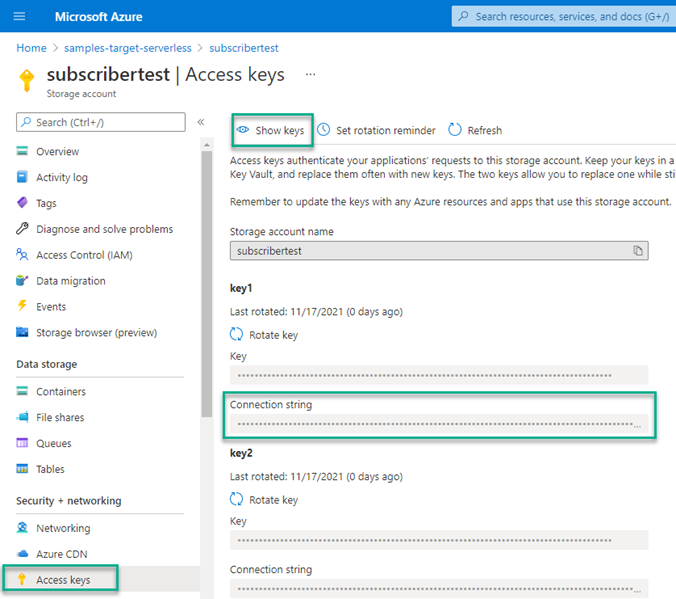 Microsoft Azure
Search resources, services, and docs (G+/)
Home > samples-target-serverless > subscribertest
subscribertest | Access keys ...
Storage account
Search (Ctrl+/)
«
Overview
Activity log
Tags
Diagnose and solve problems
Access Control (IAM)
Data migration
Events
Storage browser (preview)
Data storage
Containers
File shares
Queues
Tables
Security + networking
Networking
Azure CDN
Access keys
Show keys
Set rotation reminder
Refresh
Access keys authenticate your applications' requests to this storage account. Keep your keys in a
Key Vault, and replace them often with new keys. The two keys allow you to replace one while sti
Remember to update the keys with any Azure resources and apps that use this storage account.
Storage account name
subscribertest
key1
Last rotated: 11/17/2021 (0 days ago)
Rotate key
Key
Connection string
key2
Last rotated: 11/17/2021 (0 days ago)
Rotate key
Key
Connection string